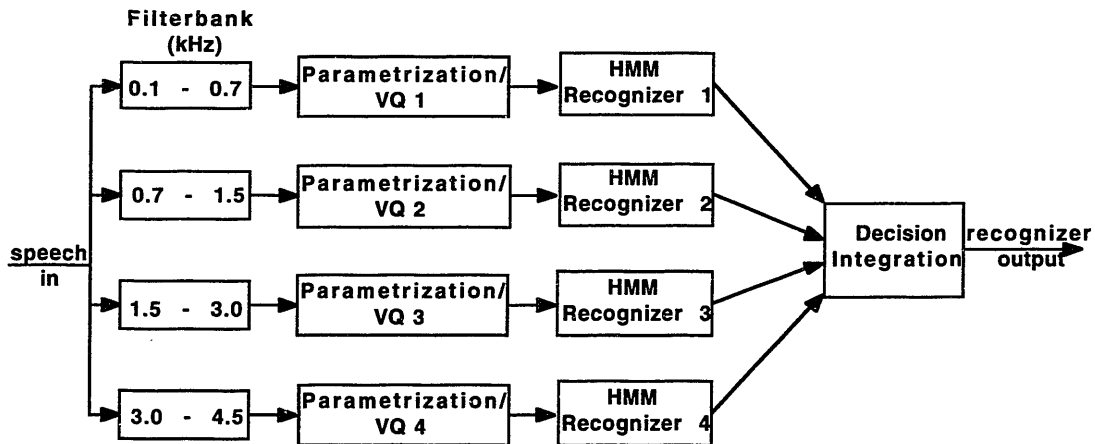 Filterbank
(kHz)
0.1 - 0.7
Parametrization/
VQ 1
HMM
Recognizer 1
0.7 - 1.5
Parametrization/
VQ 2
HMM
Recognizer 2
speech
in
Decision
Integration
recognizer
output
1.5 - 3.0
Parametrization/
VQ 3
HMM
Recognizer 3
3.0 - 4.5
Parametrization/
VQ 4
HMM
Recognizer 4